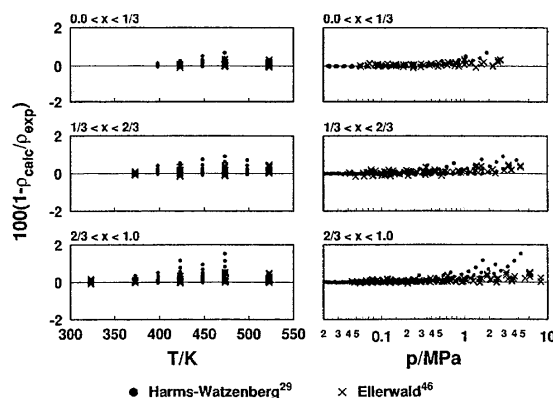 0.0 < x < 1/3
0.0 < x < 1/3
2
0
-2
1/3 < x < 2/3
1/3 < x < 2/3
2
0
-2
2/3 < x < 1.0
2/3 < x < 1.0
2
0
-2
100(1-ρcalc/ρexp)
300 350 400 450 500 550
2 3 4 5 0.1 2 3 4 5 1 2 3 4 5 10
T/K
p/MPa
● Harms-Watzenberg29 × Ellerwald46